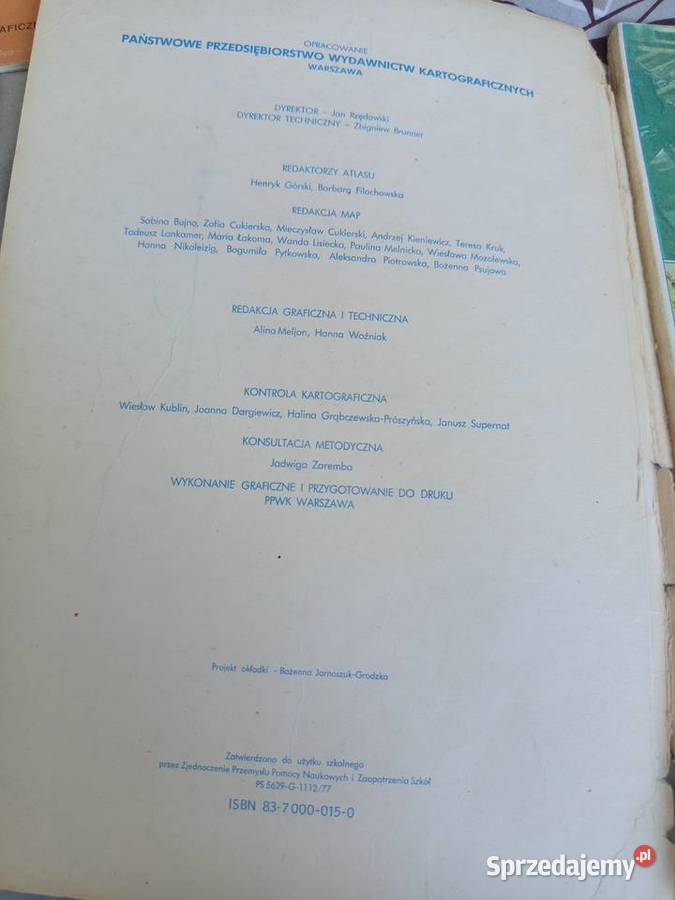 OPRACOWANIE
PAŃSTWOWE PRZEDSIĘBIORSTWO WYDAWNICTW KARTOGRAFICZNYCH
WARSZAWA
DYREKTOR – Jan Rzędowski
DYREKTOR TECHNICZNY – Zbigniew Brunner
REDAKTORZY ATLASU
Henryk Górski, Barbara Filochowska
REDAKCJA MAP
Sabina Bujno, Zofia Cukierska, Mieczysław Cukierski, Andrzej Kieniewicz, Teresa Kruk,
Tadeusz Lankamer, Maria Łakoma, Wanda Lisiecka, Paulina Melnicka, Wiesława Mozolewska,
Hanna Nikoleizig, Bogumiła Pytkowska, Aleksandra Piotrowska, Bożenna Psujawa
REDAKCJA GRAFICZNA I TECHNICZNA
Alina Meljon, Hanna Woźniak
KONTROLA KARTOGRAFICZNA
Wiesław Kublin, Joanna Dargiewicz, Halina Grąbczewska-Prószyńska, Janusz Supernat
KONSULTACJA METODYCZNA
Jadwiga Zaremba
WYKONANIE GRAFICZNE I PRZYGOTOWANIE DO DRUKU
PPWK WARSZAWA
Projekt okładki – Bożenna Jarnoszuk-Grodzka
Zatwierdzono do użytku szkolnego
przez Zjednoczenie Przemysłu Pomocy Naukowych i Zaopatrzenia Szkół
PS 5629-G-1112/77
ISBN 83-7000-015-0
Sprzedajemy.pl